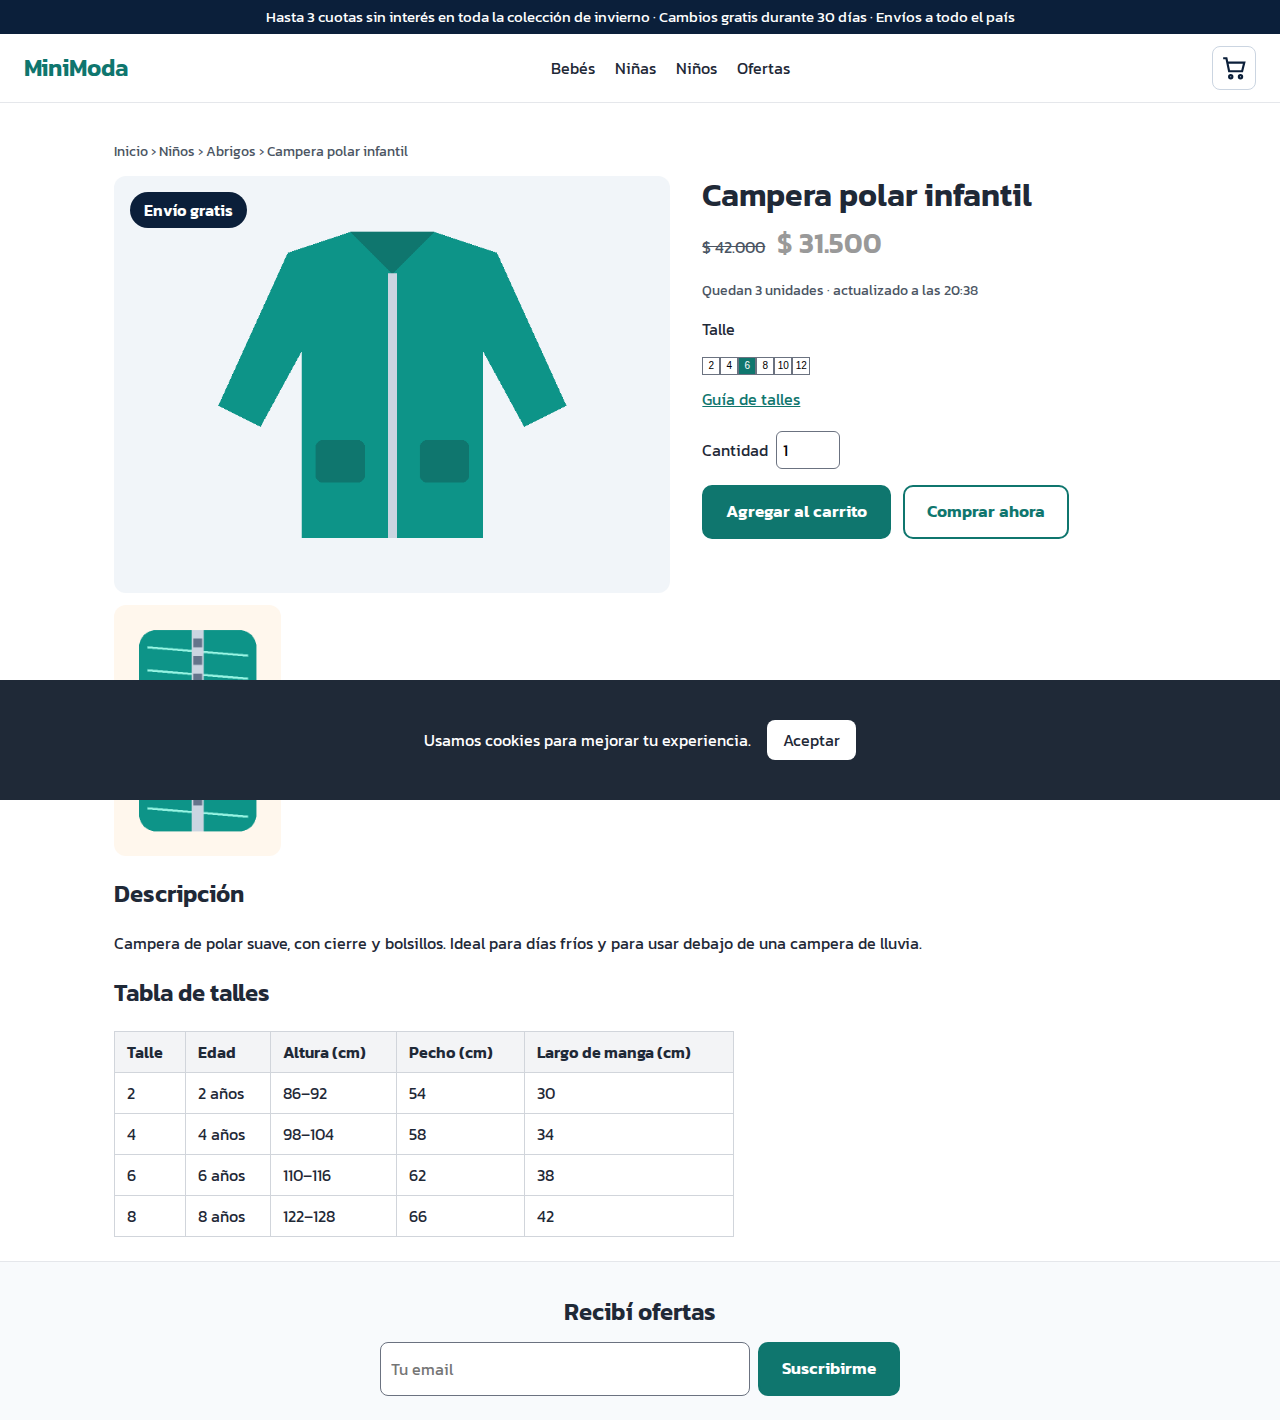 Hasta 3 cuotas sin interés en toda la colección de invierno · Cambios gratis durante 30 días · Envíos a todo el país
MiniModa
Bebés Niñas Niños Ofertas
Inicio › Niños › Abrigos › Campera polar infantil
Envío gratis
Campera polar infantil
$ 42.000 $ 31.500
Quedan 3 unidades · actualizado a las 20:38
Talle
2 4 6 8 10 12
Guía de talles
Cantidad 1
Agregar al carrito Comprar ahora
Usamos cookies para mejorar tu experiencia. Aceptar
Descripción
Campera de polar suave, con cierre y bolsillos. Ideal para días fríos y para usar debajo de una campera de lluvia.
Tabla de talles
Talle Edad Altura (cm) Pecho (cm) Largo de manga (cm)
2 2 años 86–92 54 30
4 4 años 98–104 58 34
6 6 años 110–116 62 38
8 8 años 122–128 66 42
Recibí ofertas
Tu email Suscribirme